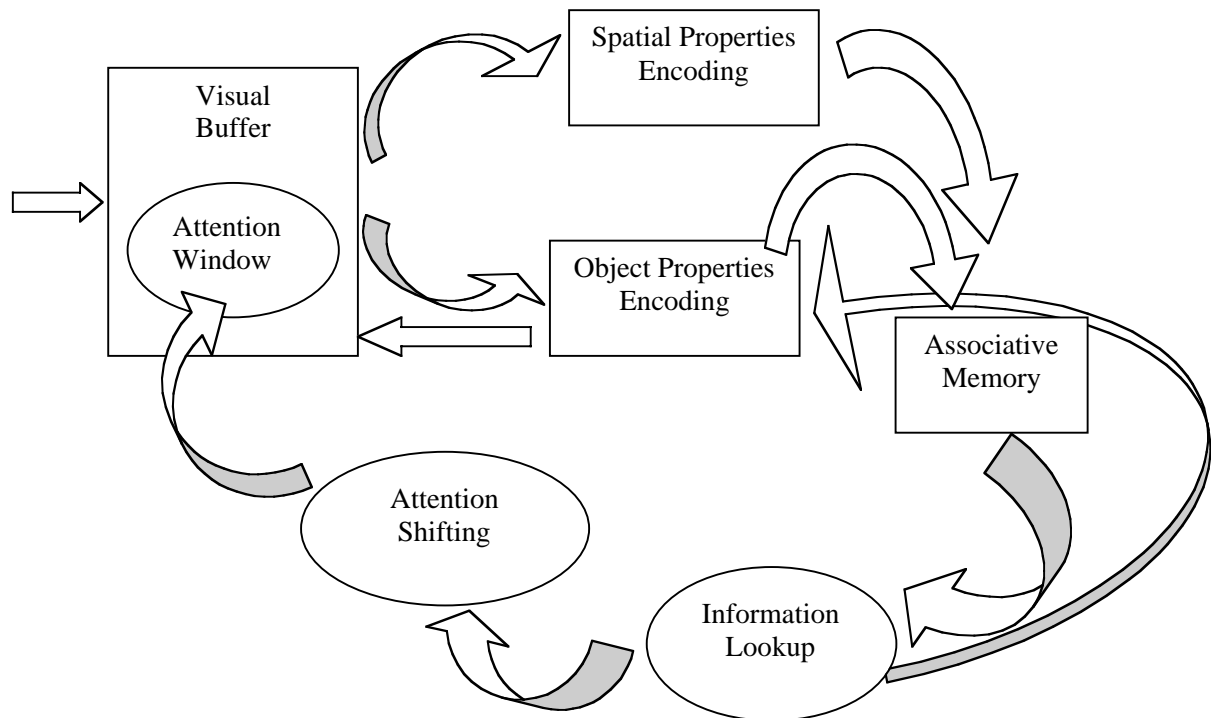 Spatial Properties
Encoding
Visual
Buffer
Attention
Window
Object Properties
Encoding
Associative
Memory
Attention
Shifting
Information
Lookup